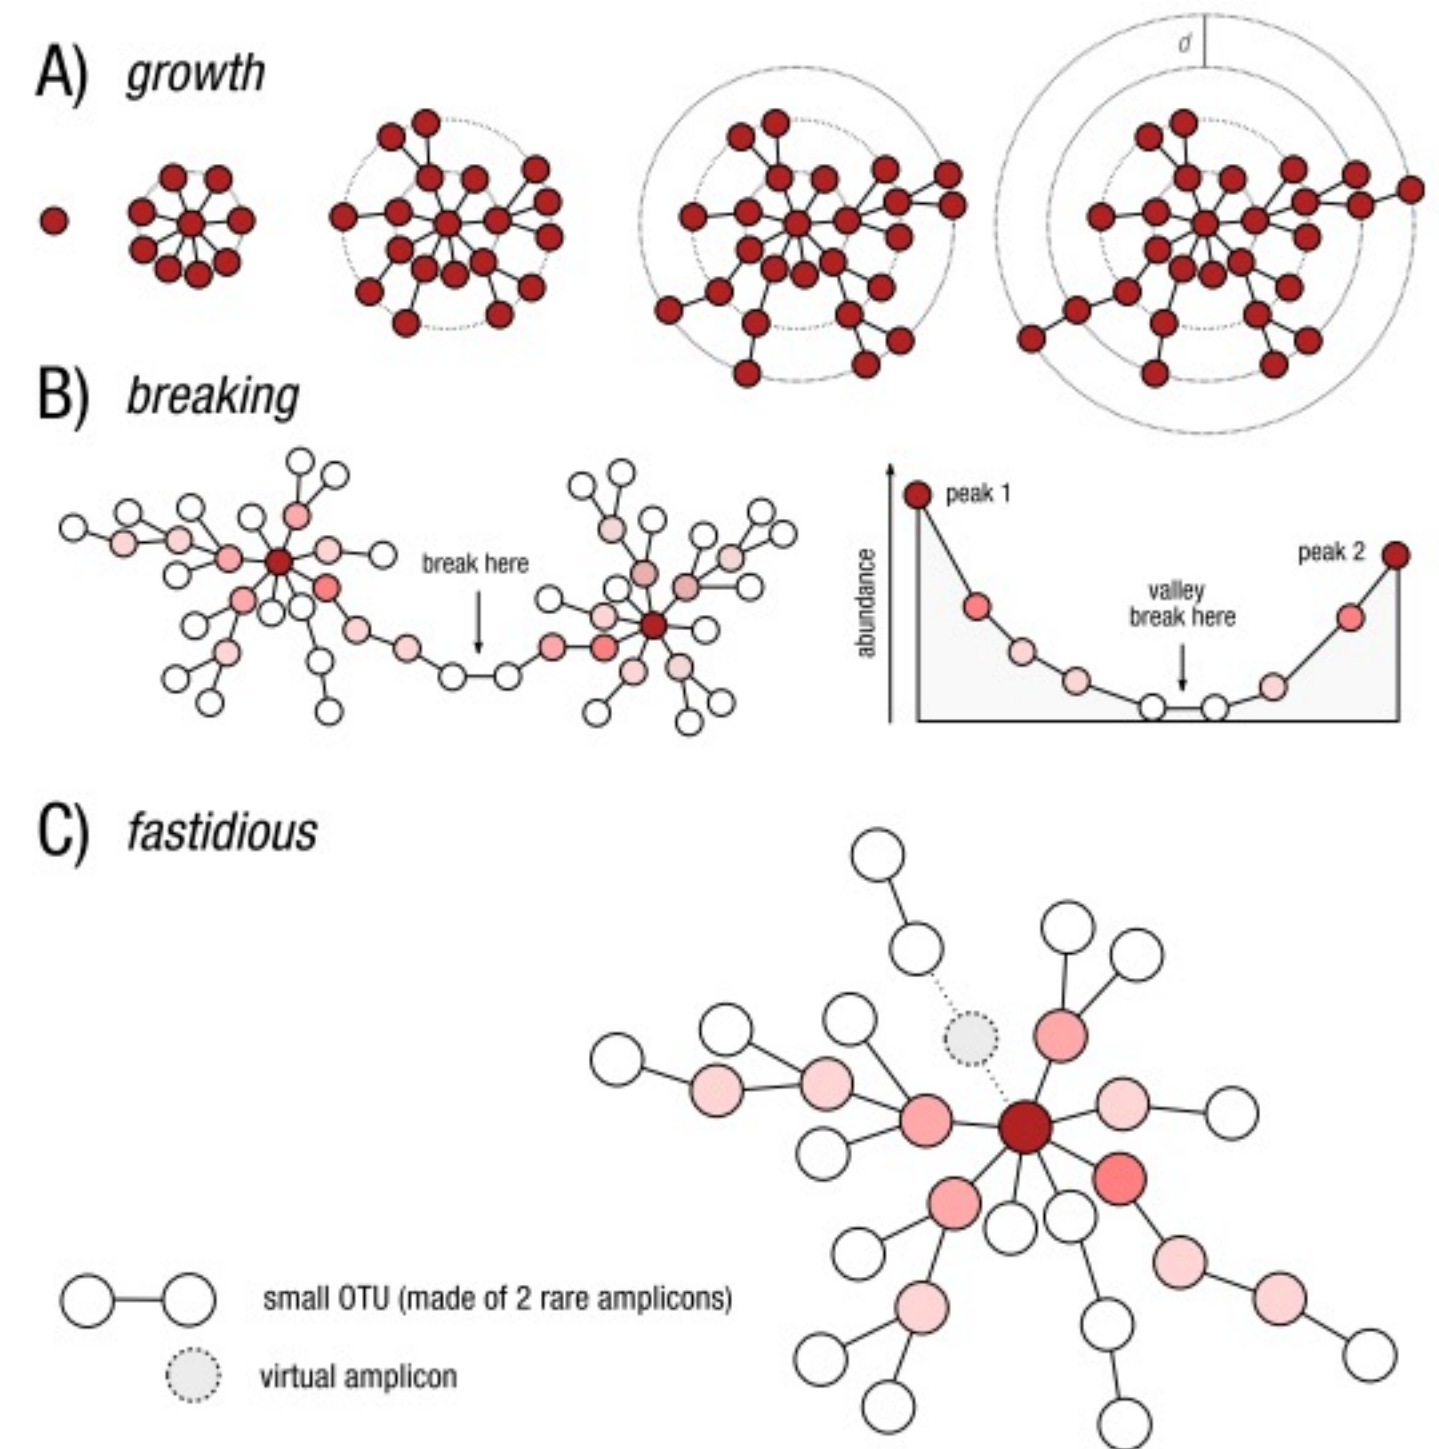 A) growth
d
B) breaking
break here
abundance
peak 1
peak 2
valley
break here
C) fastidious
small OTU (made of 2 rare amplicons)
virtual amplicon